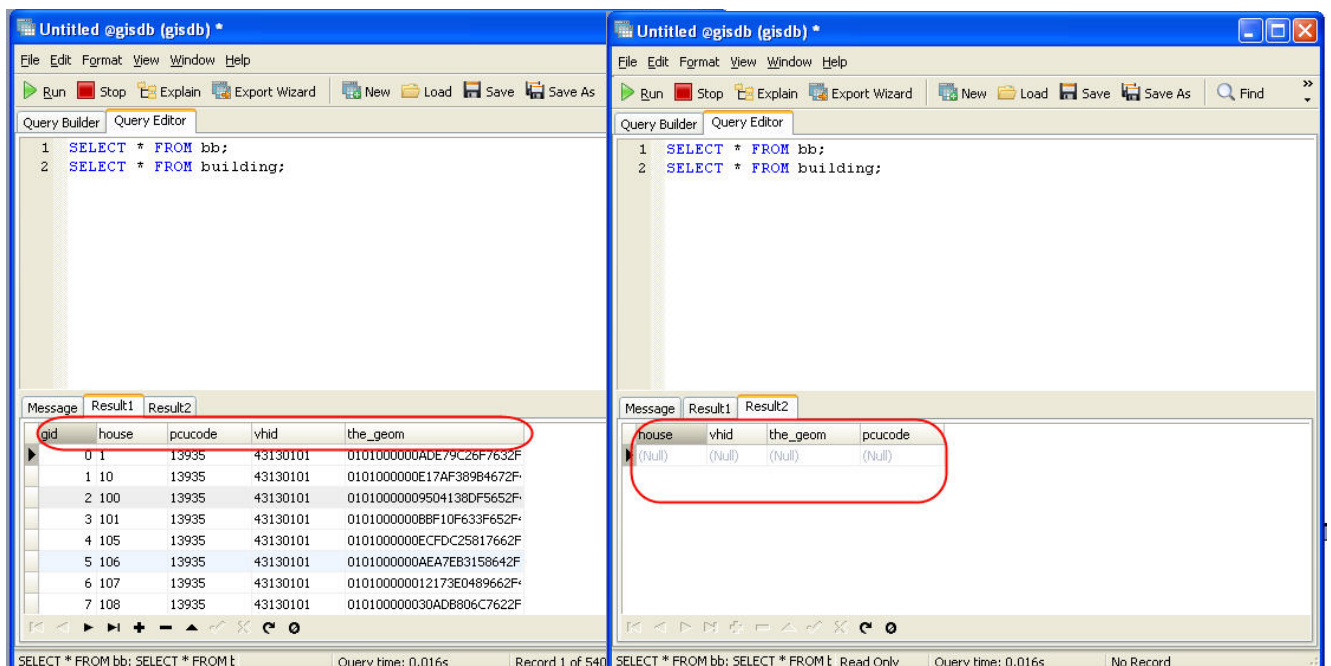 Untitled @gisdb (gisdb) *
File Edit Format View Window Help
Run Stop Explain Export Wizard New Load Save Save As
Query Builder Query Editor
1 SELECT * FROM bb;
2 SELECT * FROM building;
Message Result1 Result2
gid house pcucode vhid the_geom
0 1 13935 43130101 0101000000ADE79C26F7632F
1 10 13935 43130101 0101000000E17AF389B4672F
2 100 13935 43130101 01010000009504138DF5652F
3 101 13935 43130101 0101000000BBF10F633F652F
4 105 13935 43130101 0101000000ECFDC25817662F
5 106 13935 43130101 0101000000AEA7EB3158642F
6 107 13935 43130101 010100000012173E0489662F
7 108 13935 43130101 010100000030ADB806C7622F
SELECT * FROM bb; SELECT * FROM Query time: 0.016s Record 1 of 540
Untitled @gisdb (gisdb) *
File Edit Format View Window Help
Run Stop Explain Export Wizard New Load Save Save As Find
Query Builder Query Editor
1 SELECT * FROM bb;
2 SELECT * FROM building;
Message Result1 Result2
house vhid the_geom pcucode
(Null) (Null) (Null) (Null)
SELECT * FROM bb; SELECT * FROM Read Only Query time: 0.016s No Record